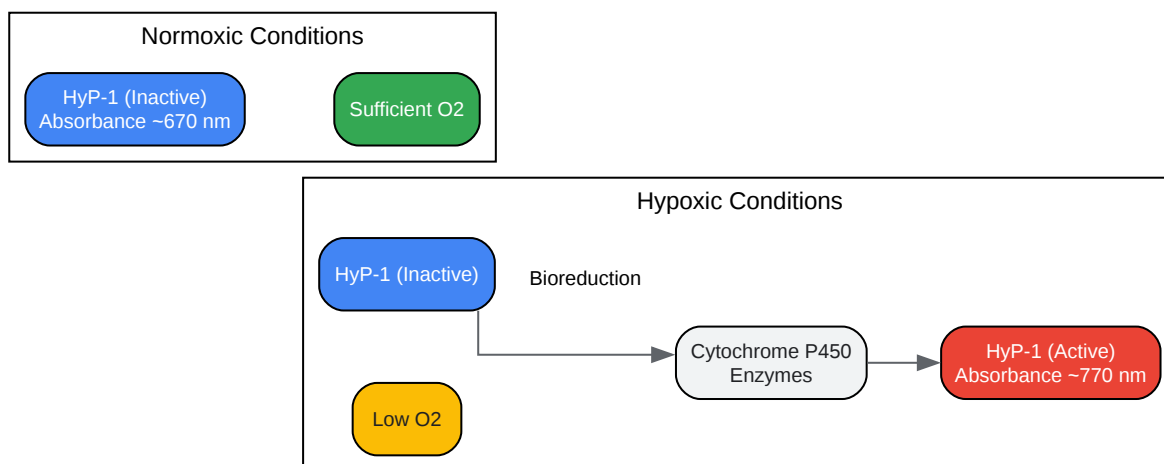 Normoxic Conditions
HyP-1 (Inactive)
Absorbance ~670 nm
Sufficient O2
Hypoxic Conditions
HyP-1 (Inactive)
Bioreduction
Cytochrome P450
Enzymes
HyP-1 (Active)
Absorbance ~770 nm
Low O2